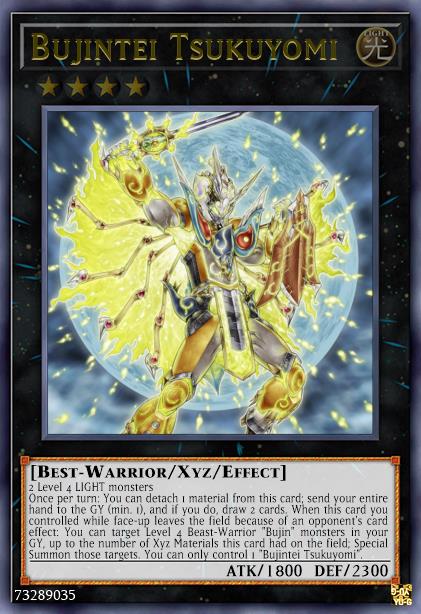 Bujintei Tsukuyomi
LIGHT
光
[Best-Warrior/Xyz/Effect]
2 Level 4 LIGHT monsters
Once per turn: You can detach 1 material from this card; send your entire
hand to the GY (min. 1), and if you do, draw 2 cards. When this card you
controlled while face-up leaves the field because of an opponent's card
effect: You can target Level 4 Beast-Warrior "Bujin" monsters in your
GY, up to the number of Xyz Materials this card had on the field; Special
Summon those targets. You can only control 1 "Bujintei Tsukuyomi".
ATK/1800 DEF/2300
73289035